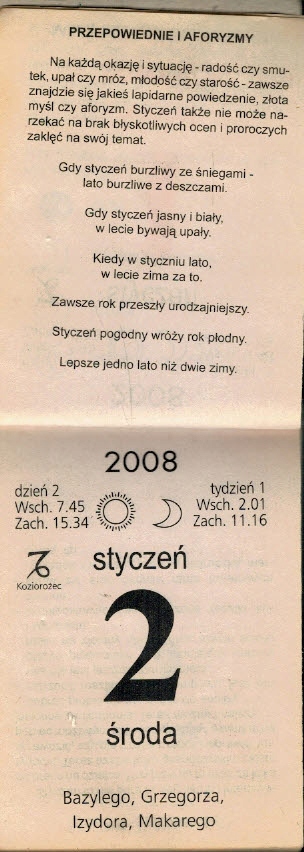 PRZEPOWIEDNIE I AFORYZMY
Na każdą okazję i sytuację - radość czy smu-
tek, upał czy mróz, młodość czy starość - zawsze
znajdzie się jakieś lapidarne powiedzenie, złota
myśl czy aforyzm. Styczeń także nie może na-
rzekać na brak błyskotliwych ocen i proroczych
zaklęć na swój temat.
Gdy styczeń burzliwy ze śniegami -
lato burzliwe z deszczami.
Gdy styczeń jasny i biały,
w lecie bywają upały.
Kiedy w styczniu lato,
w lecie zima za to.
Zawsze rok przeszły urodzajniejszy.
Styczeń pogodny wróży rok płodny.
Lepsze jedno lato niż dwie zimy.
2008
dzień 2
Wsch. 7.45
Zach. 15.34
tydzień 1
Wsch. 2.01
Zach. 11.16
Koziorożec
styczeń
2
środa
Bazylego, Grzegorza,
Izydora, Makarego